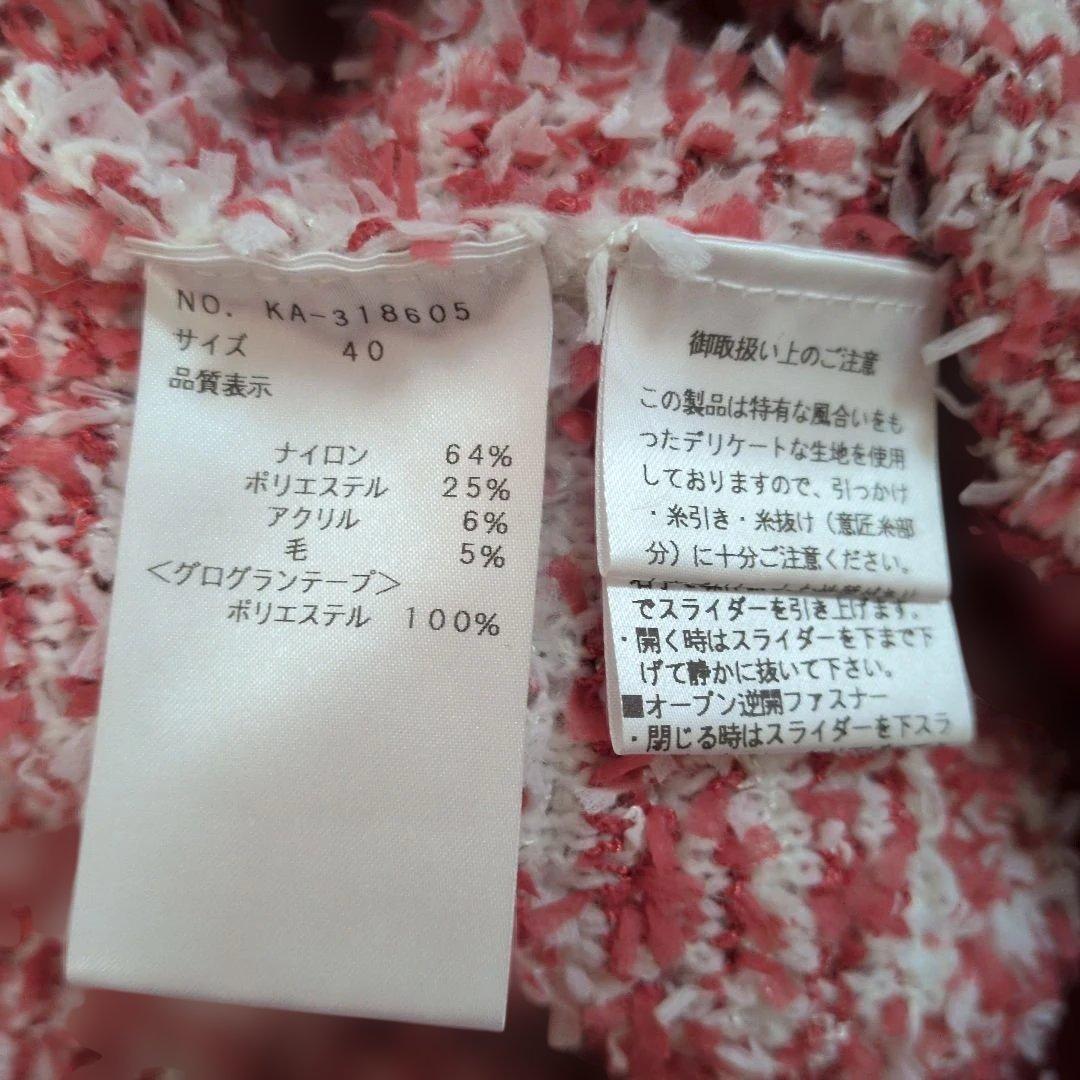 NO. KA-318605
サイズ 40
品質表示
ナイロン 64%
ポリエステル 25%
アクリル 6%
毛 5%
<グログランテープ>
ポリエステル 100%
御取扱い上のご注意
この製品は特有な風合いをも
ったデリケートな生地を使用
しておりますので、引っかけ
・糸引き・糸抜け(意匠糸部
分)に十分ご注意ください。
でスライダーを引き上げます。
・開く時はスライダーを下まで下
げて静かに抜いて下さい。
■オープン逆開ファスナー
・閉じる時はスライダーを下スラ